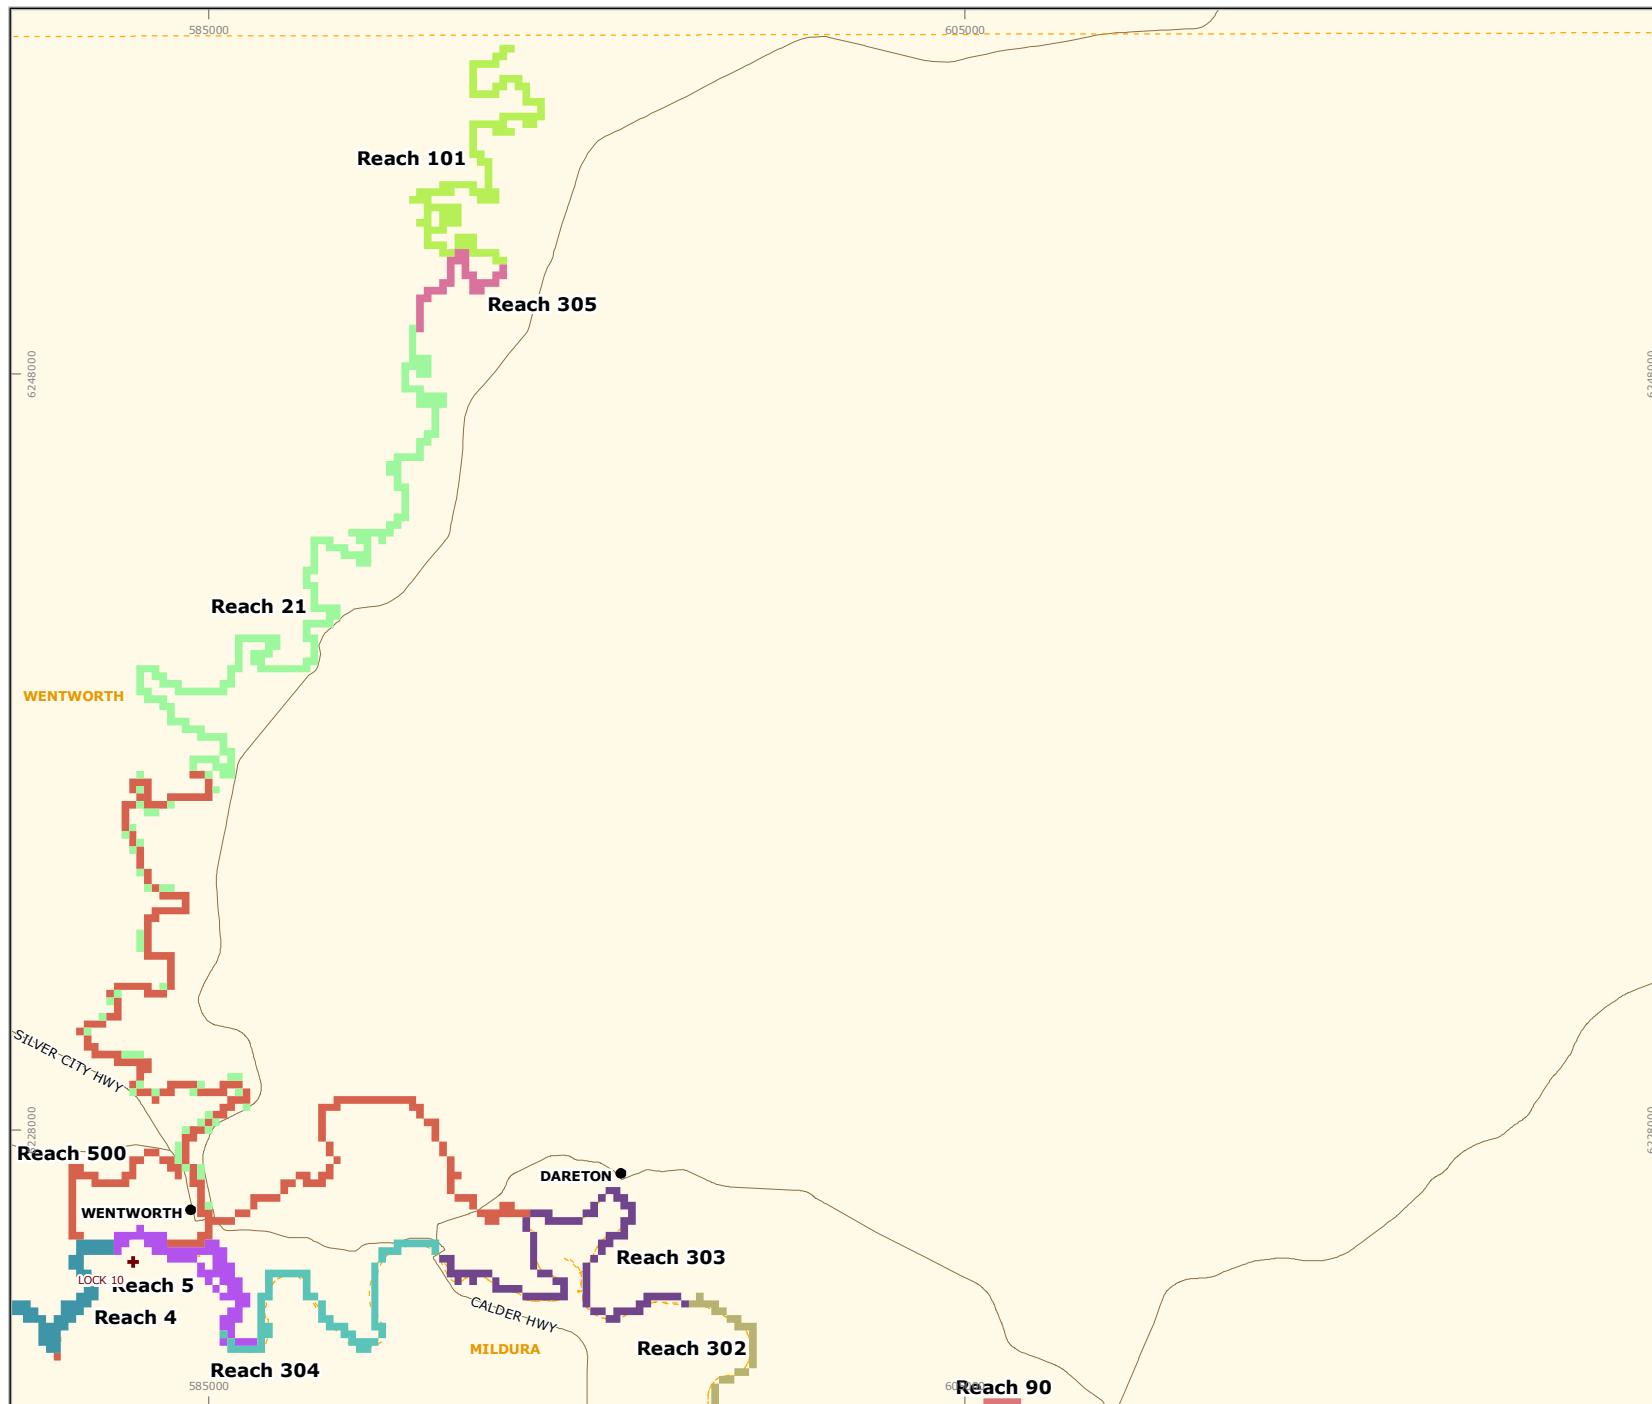 585000
605000
Reach 101
Reach 305
6248000
6248000
Reach 21
WENTWORTH
SILVER CITY HWY
6228000
Reach 500
DARETON
WENTWORTH
Reach 303
LOCK 10
Reach 5
Reach 4
CALDER HWY
MILDURA
Reach 302
Reach 304
585000
Reach 90